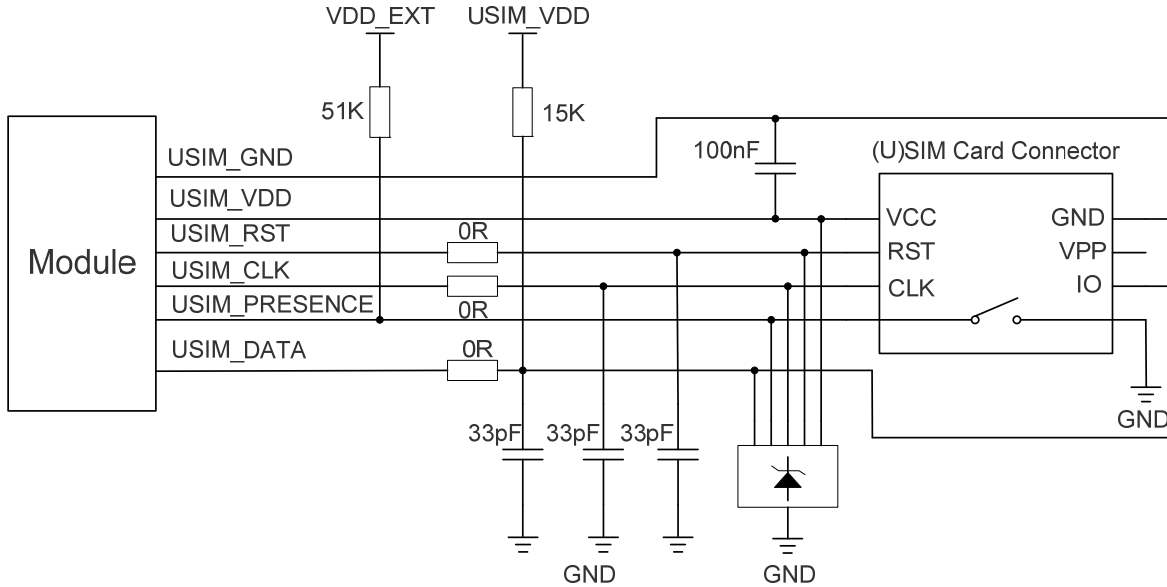 VDD_EXT
USIM_VDD
51K
15K
Module
USIM_GND
USIM_VDD
USIM_RST
USIM_CLK
USIM_PRESENCE
USIM_DATA
0R
0R
0R
100nF
(U)SIM Card Connector
VCC
RST
CLK
GND
VPP
IO
GND
33pF
33pF
33pF
GND
GND